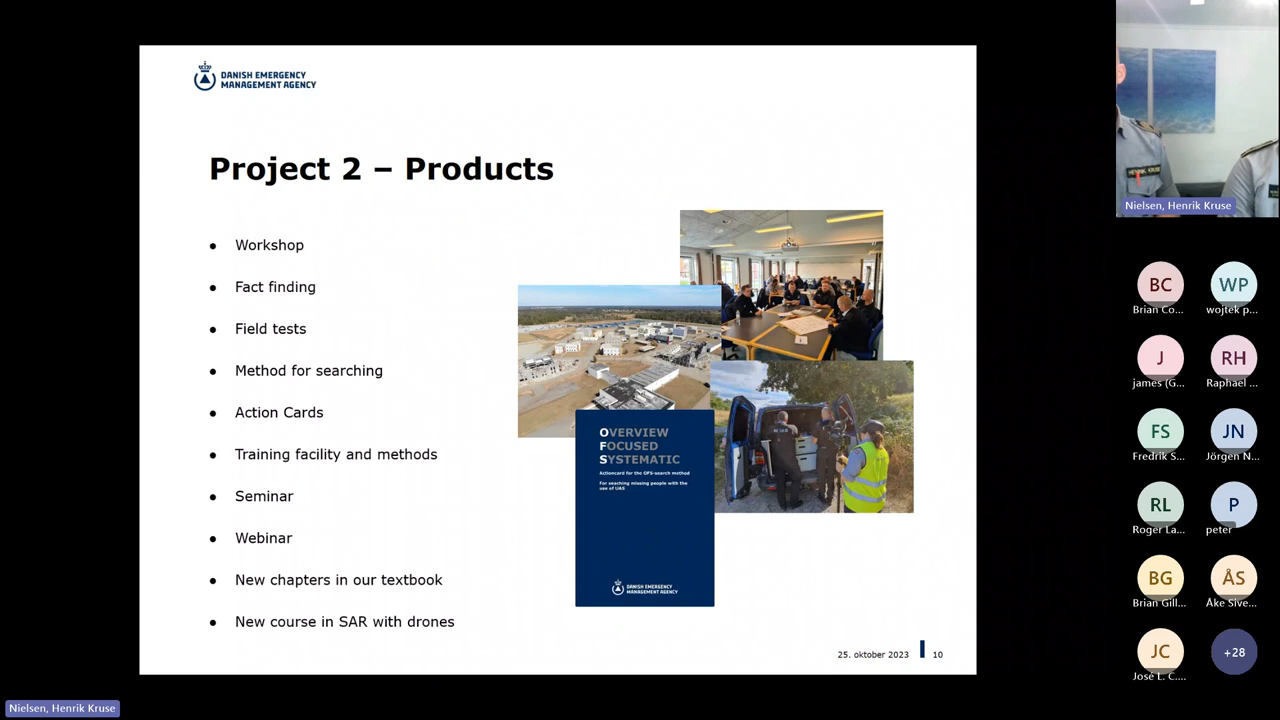 DANISH EMERGENCY
MANAGEMENT AGENCY
Project 2 – Products
• Workshop
• Fact finding
• Field tests
• Method for searching
• Action Cards
• Training facility and methods
• Seminar
• Webinar
• New chapters in our textbook
• New course in SAR with drones
OVERVIEW
FOCUSED
SYSTEMATIC
Actioncard for the OFS-search method
For seaching missing people with the
use of UAS
DANISH EMERGENCY
MANAGEMENT AGENCY
25. oktober 2023
10
HENRIK KRUSE
Nielsen, Henrik Kruse
BC
Brian Co...
WP
wojtek p...
J
james (G...
RH
Raphael ...
FS
Fredrik S...
JN
Jörgen N...
RL
Roger La...
P
peter
BG
Brian Gill...
ÅS
Åke Sive...
JC
José L. C....
+28
Nielsen, Henrik Kruse